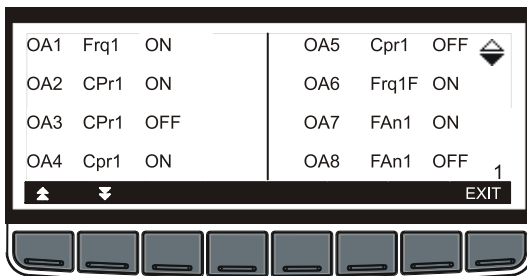 OA1 Frq1 ON
OA2 CPr1 ON
OA3 CPr1 OFF
OA4 Cpr1 ON
OA5 Cpr1 OFF
OA6 Frq1F ON
OA7 FAn1 ON
OA8 FAn1 OFF
1
EXIT